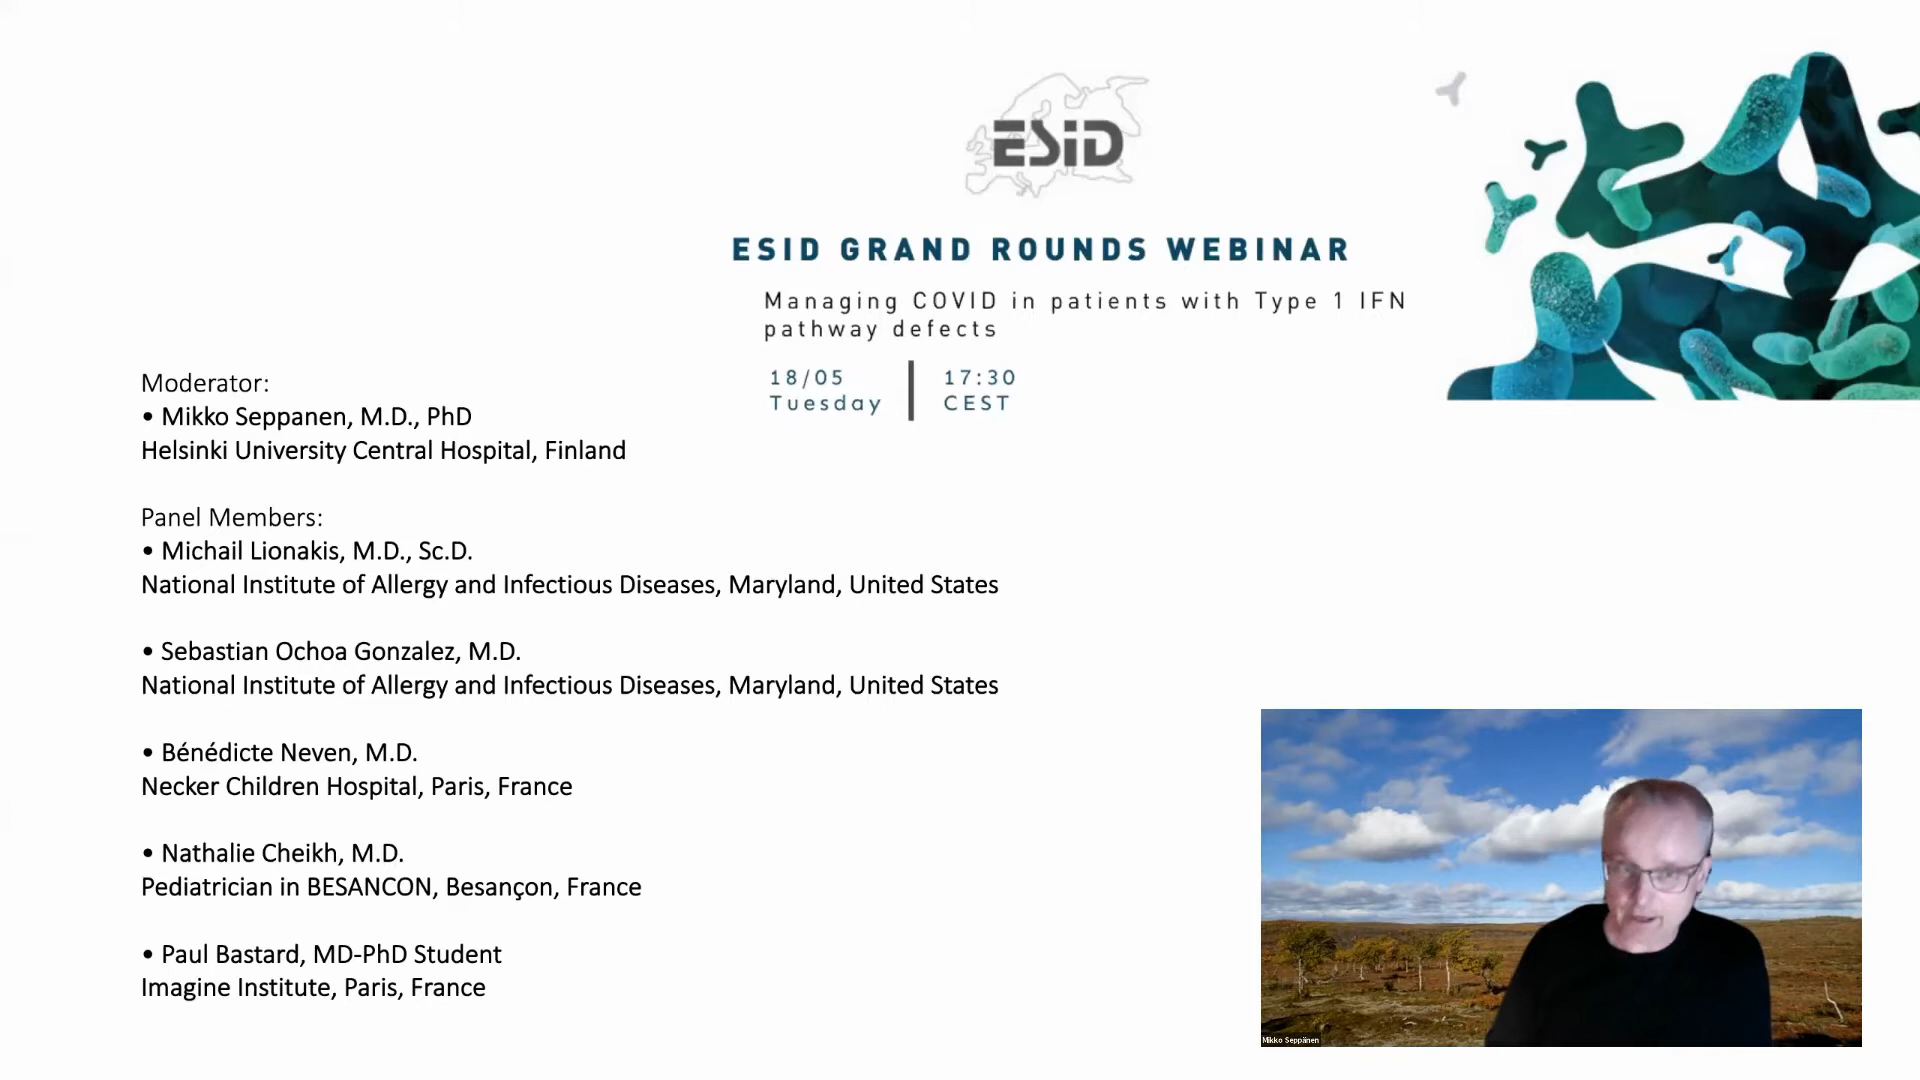 ESiD
ESID GRAND ROUNDS WEBINAR
Managing COVID in patients with Type 1 IFN
pathway defects
18/05
Tuesday
17:30
CEST
Moderator:
• Mikko Seppanen, M.D., PhD
Helsinki University Central Hospital, Finland
Panel Members:
• Michail Lionakis, M.D., Sc.D.
National Institute of Allergy and Infectious Diseases, Maryland, United States
• Sebastian Ochoa Gonzalez, M.D.
National Institute of Allergy and Infectious Diseases, Maryland, United States
• Bénédicte Neven, M.D.
Necker Children Hospital, Paris, France
• Nathalie Cheikh, M.D.
Pediatrician in BESANCON, Besançon, France
• Paul Bastard, MD-PhD Student
Imagine Institute, Paris, France
Mikko Seppänen